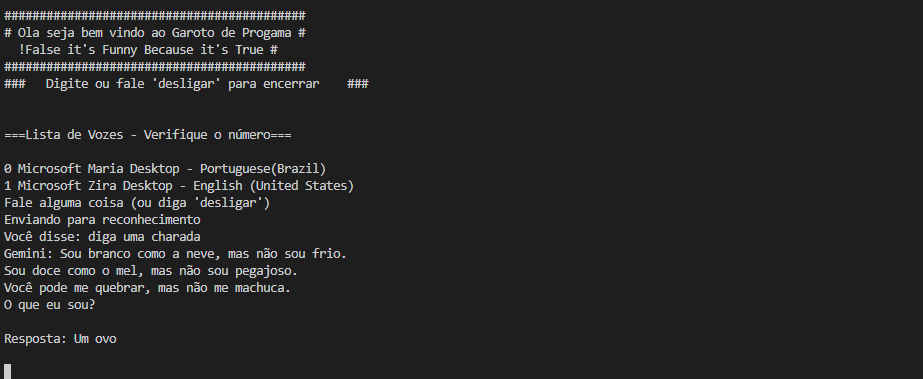 ###########################################
# Ola seja bem vindo ao Garoto de Progama #
!False it's Funny Because it's True #
###########################################
### Digite ou fale 'desligar' para encerrar ###
===Lista de Vozes - Verifique o número===
0 Microsoft Maria Desktop - Portuguese(Brazil)
1 Microsoft Zira Desktop - English (United States)
Fale alguma coisa (ou diga 'desligar')
Enviando para reconhecimento
Você disse: diga uma charada
Gemini: Sou branco como a neve, mas não sou frio.
Sou doce como o mel, mas não sou pegajoso.
Você pode me quebrar, mas não me machuca.
O que eu sou?
Resposta: Um ovo